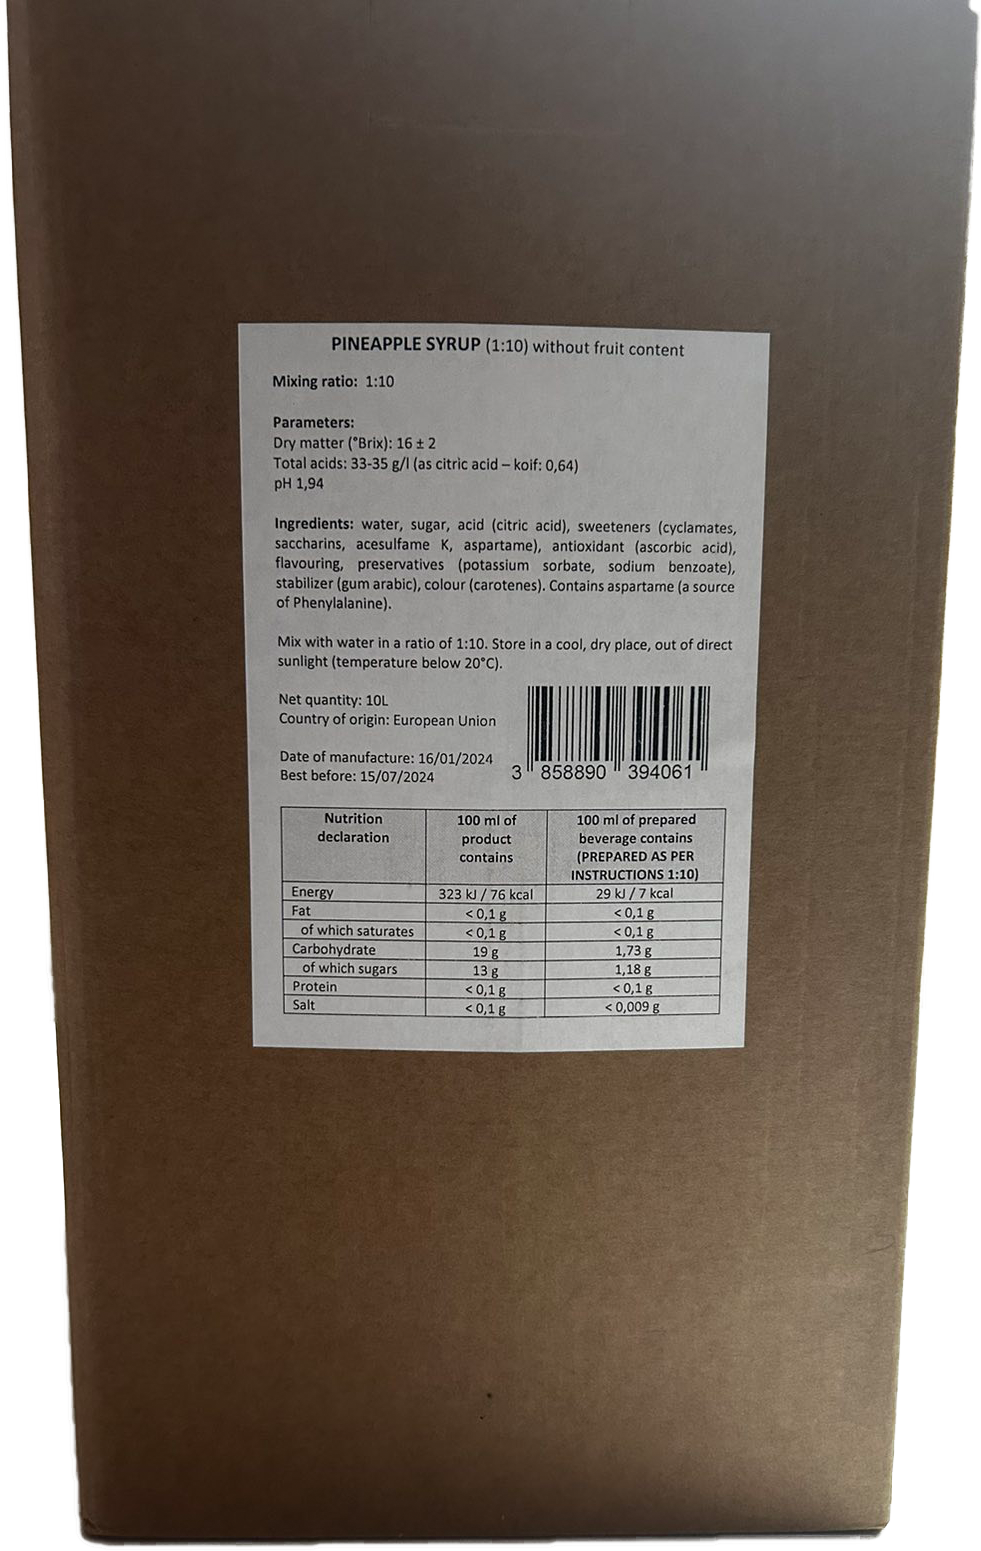 PINEAPPLE SYRUP (1:10) without fruit content
Mixing ratio: 1:10
Parameters:
Dry matter (°Brix): 16 ± 2
Total acids: 33-35 g/l (as citric acid – koif: 0,64)
pH 1,94
Ingredients: water, sugar, acid (citric acid), sweeteners (cyclamates,
saccharins, acesulfame K, aspartame), antioxidant (ascorbic acid),
flavouring, preservatives (potassium sorbate, sodium benzoate),
stabilizer (gum arabic), colour (carotenes). Contains aspartame (a source
of Phenylalanine).
Mix with water in a ratio of 1:10. Store in a cool, dry place, out of direct
sunlight (temperature below 20°C).
Net quantity: 10L
Country of origin: European Union
Date of manufacture: 16/01/2024
Best before: 15/07/2024
3 858890 394061
Nutrition declaration 100 ml of product contains 100 ml of prepared beverage contains (PREPARED AS PER INSTRUCTIONS 1:10)
Energy 323 kJ / 76 kcal 29 kJ / 7 kcal
Fat < 0,1 g < 0,1 g
of which saturates < 0,1 g < 0,1 g
Carbohydrate 19 g 1,73 g
of which sugars 13 g 1,18 g
Protein < 0,1 g < 0,1 g
Salt < 0,1 g < 0,009 g